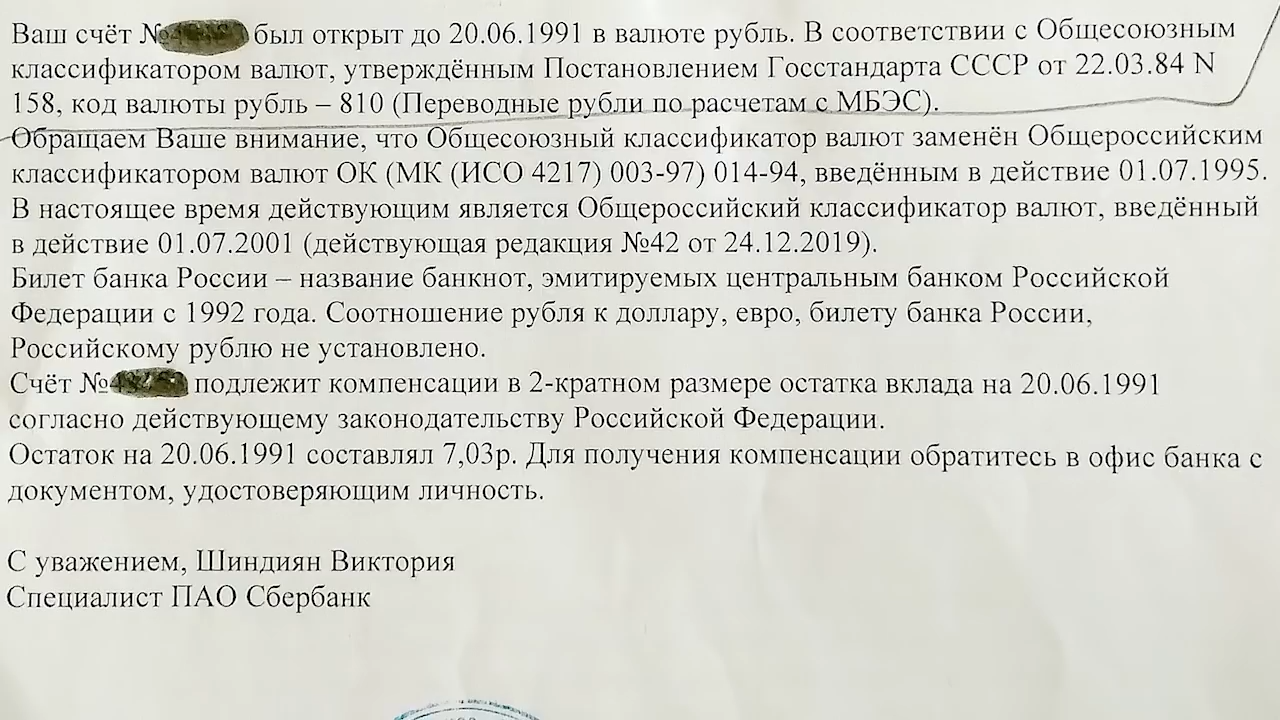 Ваш счёт № был открыт до 20.06.1991 в валюте рубль. В соответствии с Общесоюзным
классификатором валют, утверждённым Постановлением Госстандарта СССР от 22.03.84 N
158, код валюты рубль – 810 (Переводные рубли по расчетам с МБЭС).
Обращаем Ваше внимание, что Общесоюзный классификатор валют заменён Общероссийским
классификатором валют ОК (МК (ИСО 4217) 003-97) 014-94, введённым в действие 01.07.1995.
В настоящее время действующим является Общероссийский классификатор валют, введённый
в действие 01.07.2001 (действующая редакция №42 от 24.12.2019).
Билет банка России – название банкнот, эмитируемых центральным банком Российской
Федерации с 1992 года. Соотношение рубля к доллару, евро, билету банка России,
Российскому рублю не установлено.
Счёт № подлежит компенсации в 2-кратном размере остатка вклада на 20.06.1991
согласно действующему законодательству Российской Федерации.
Остаток на 20.06.1991 составлял 7,03р. Для получения компенсации обратитесь в офис банка с
документом, удостоверяющим личность.
С уважением, Шиндиян Виктория
Специалист ПАО Сбербанк